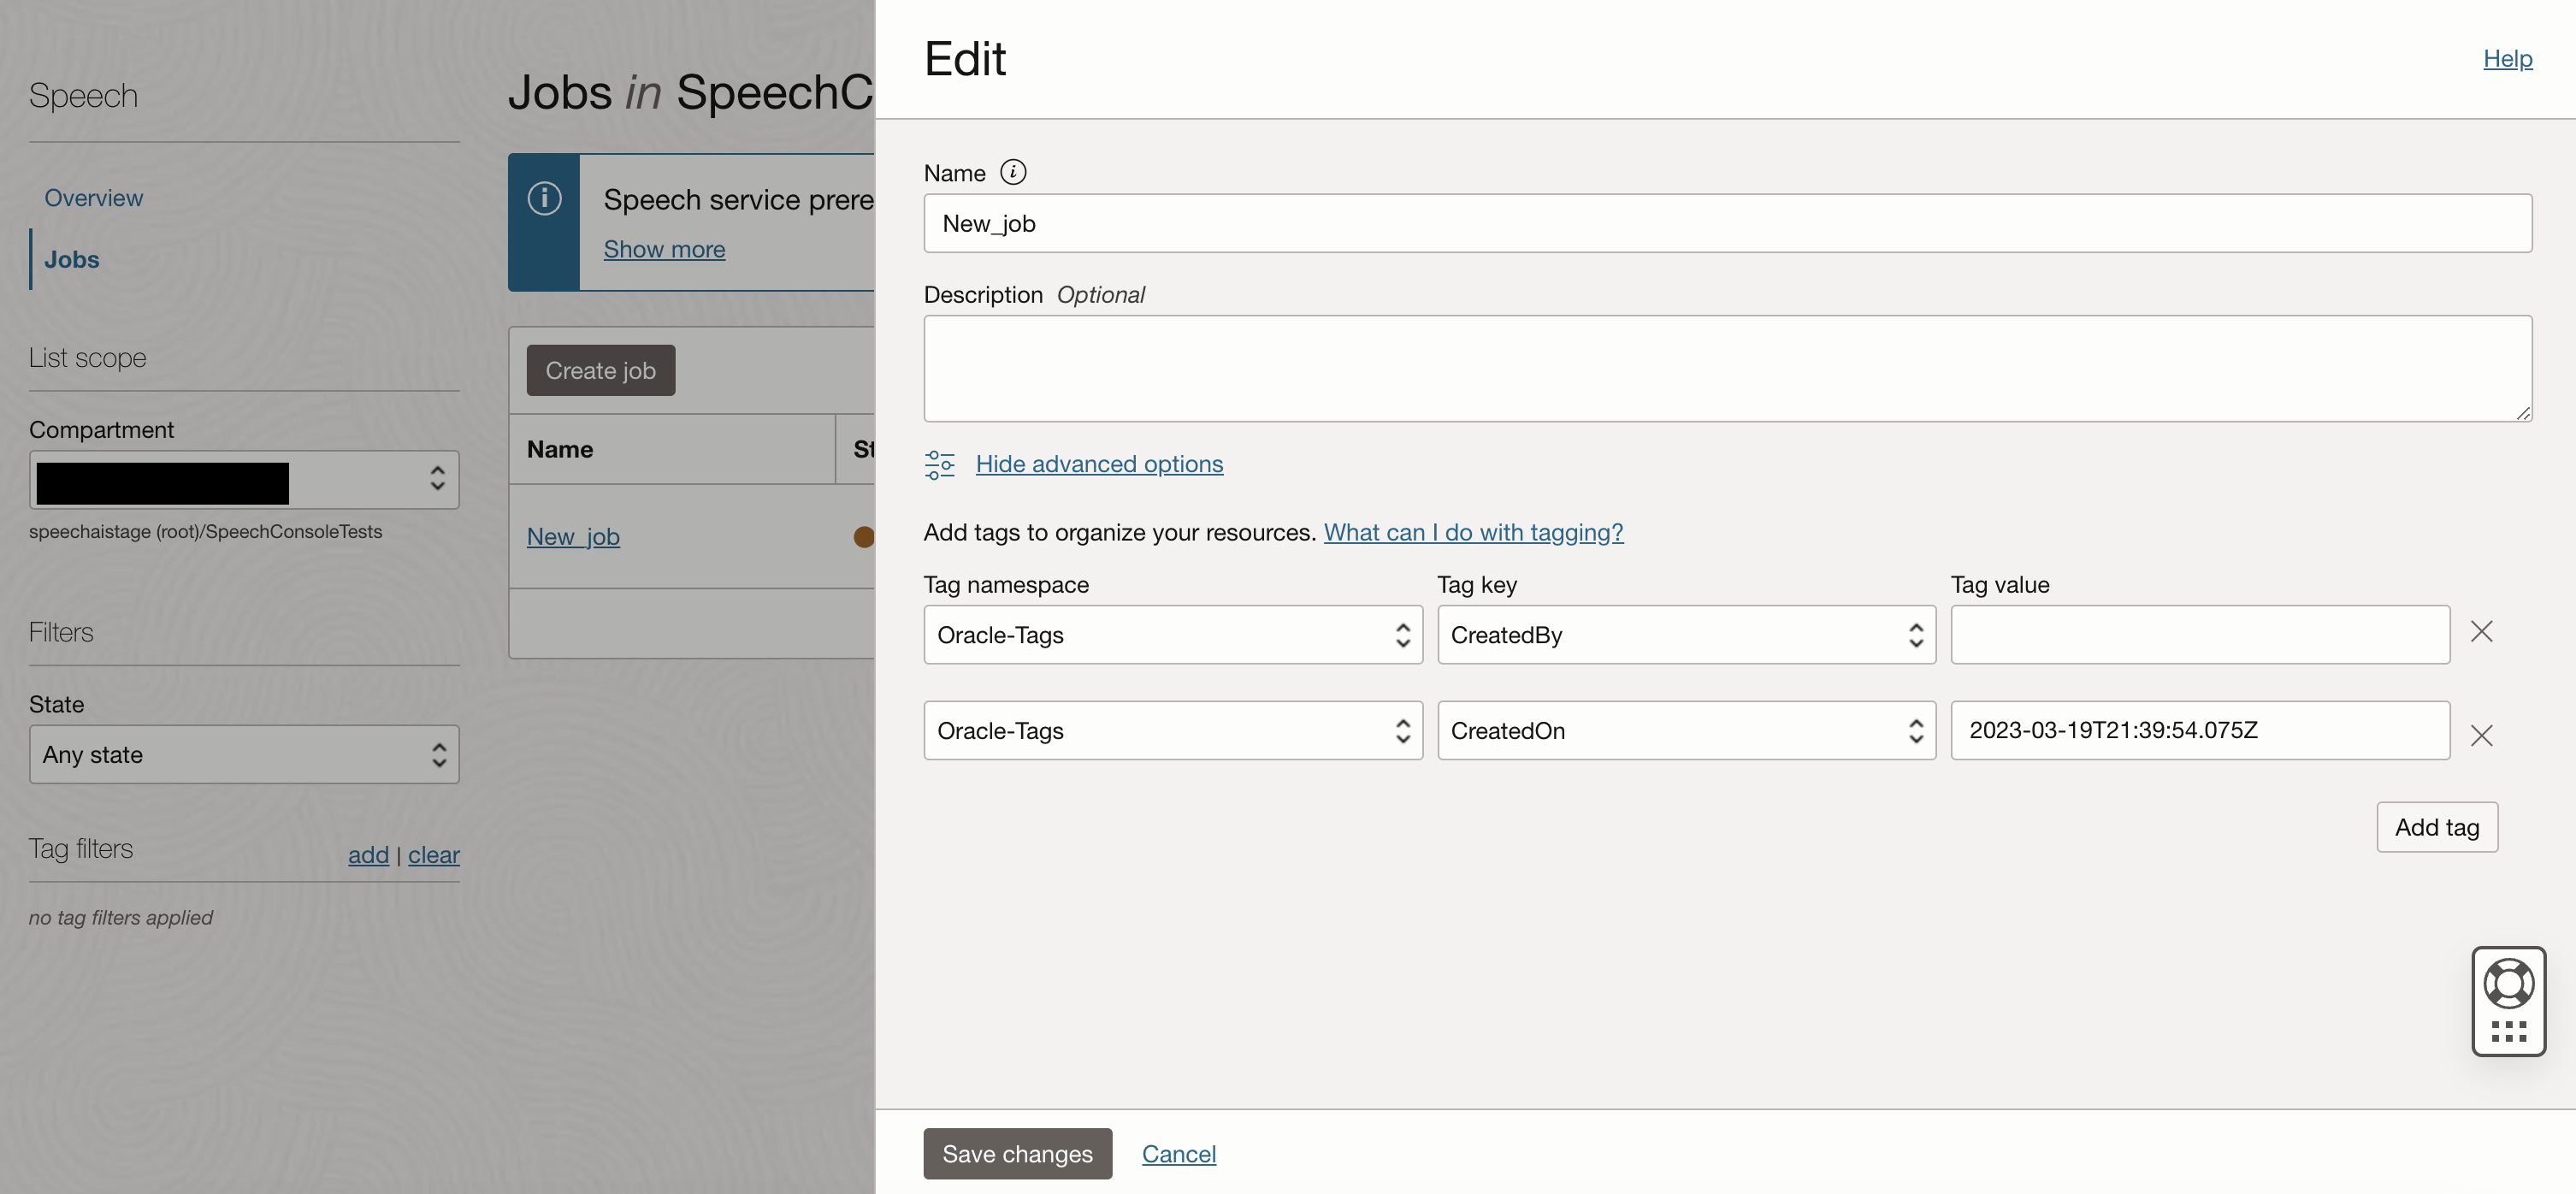 Speech
Overview
Jobs
List scope
Compartment
speechaistage (root)/SpeechConsoleTests
Filters
State
Any state
Tag filters
add | clear
no tag filters applied
Jobs in SpeechC
Speech service prere
Show more
Create job
Name St
New_job
Edit
Help
Name
New_job
Description Optional
Hide advanced options
Add tags to organize your resources. What can I do with tagging?
Tag namespace Tag key Tag value
Oracle-Tags CreatedBy
Oracle-Tags CreatedOn 2023-03-19T21:39:54.075Z
Add tag
Save changes Cancel